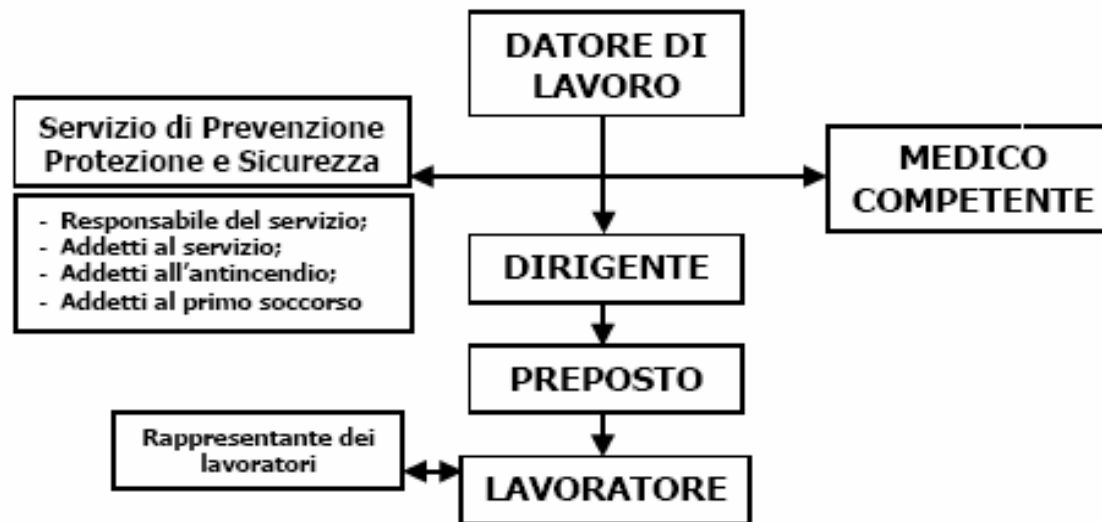 DATORE DI
LAVORO
Servizio di Prevenzione
Protezione e Sicurezza
MEDICO
COMPETENTE
- Responsabile del servizio;
- Addetti al servizio;
- Addetti all'antincendio;
- Addetti al primo soccorso
DIRIGENTE
PREPOSTO
Rappresentante dei
lavoratori
LAVORATORE